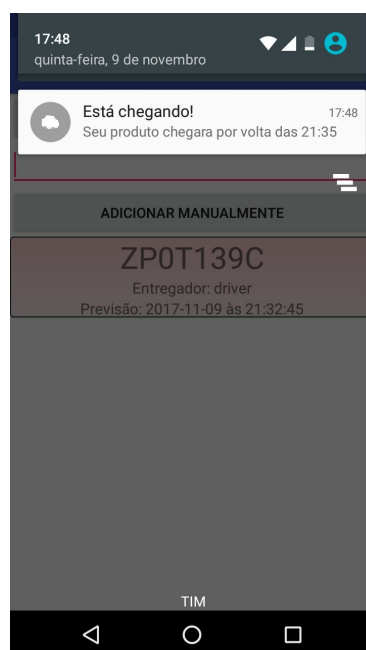 17:48
quinta-feira, 9 de novembro
Está chegando! 17:48
Seu produto chegara por volta das 21:35
ADICIONAR MANUALMENTE
ZP0T139C
Entregador: driver
Previsão: 2017-11-09 às 21:32:45
TIM